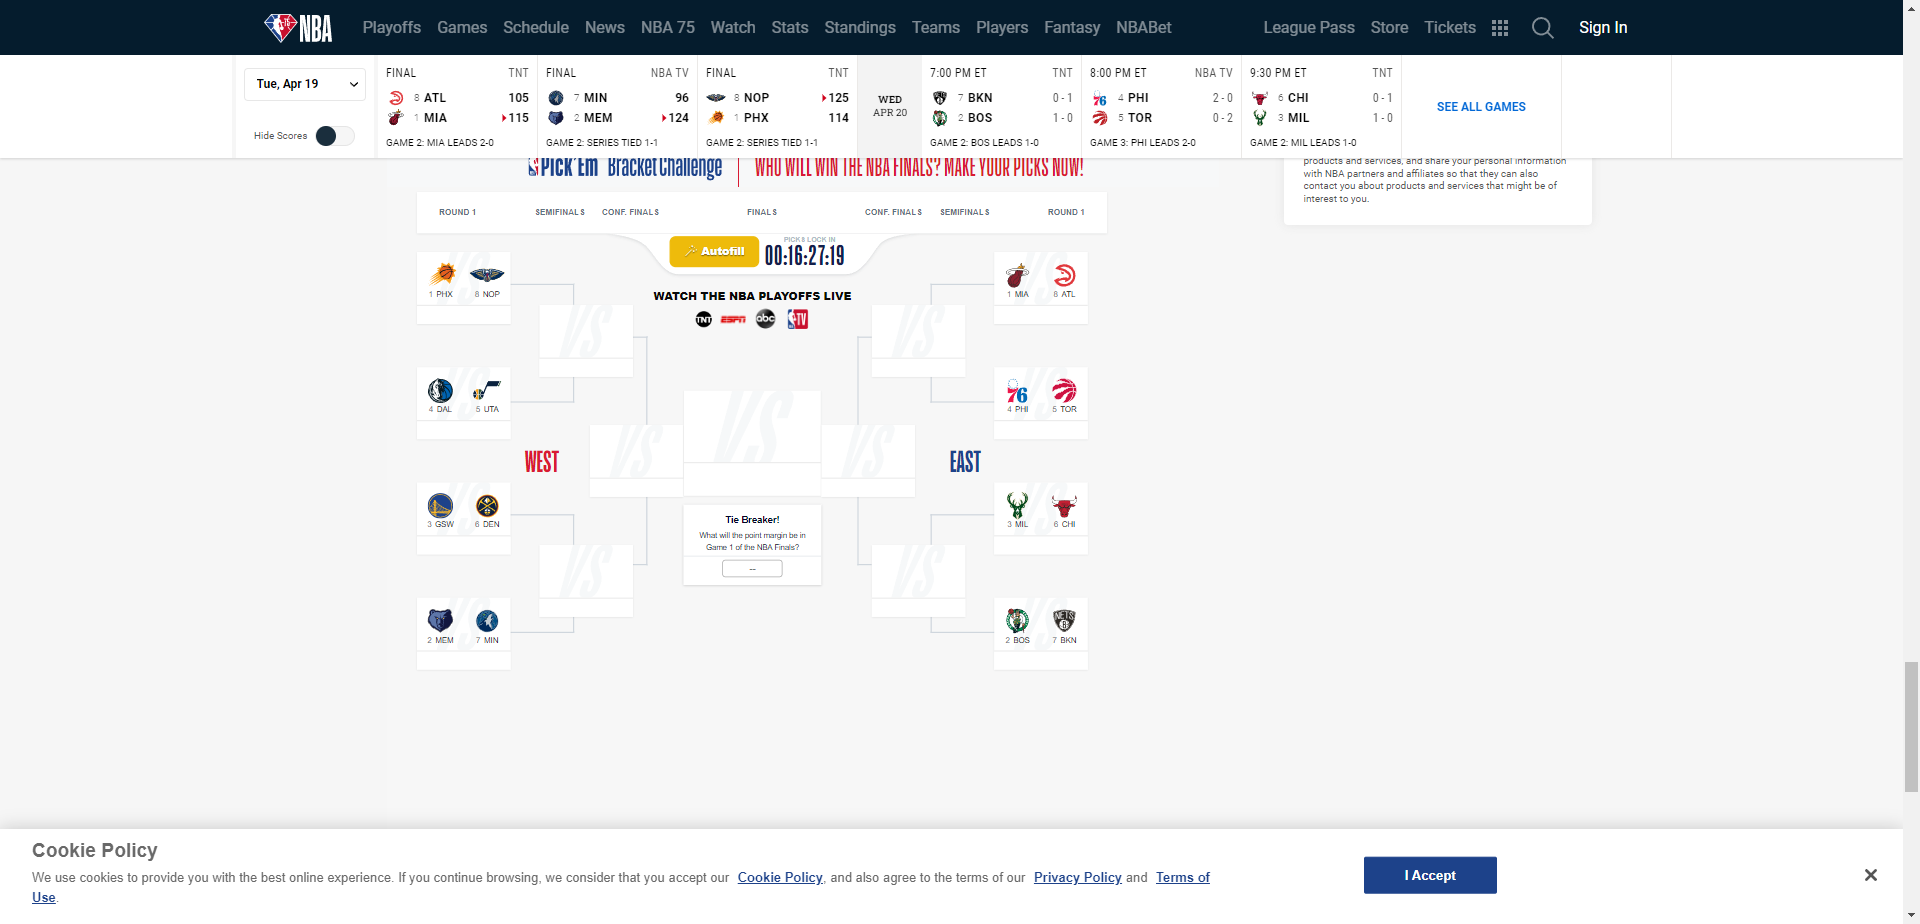 NBA
Playoffs Games Schedule News NBA 75 Watch Stats Standings Teams Players Fantasy NBABet League Pass Store Tickets Sign In
Tue, Apr 19
Hide Scores
FINAL TNT
8 ATL 105
1 MIA 115
GAME 2: MIA LEADS 2-0
FINAL NBA TV
7 MIN 96
2 MEM 124
GAME 2: SERIES TIED 1-1
FINAL TNT
8 NOP 125
1 PHX 114
GAME 2: SERIES TIED 1-1
WED
APR 20
7:00 PM ET TNT
7 BKN 0 - 1
2 BOS 1 - 0
GAME 2: BOS LEADS 1-0
8:00 PM ET NBA TV
4 PHI 2 - 0
5 TOR 0 - 2
GAME 3: PHI LEADS 2-0
9:30 PM ET TNT
6 CHI 0 - 1
3 MIL 1 - 0
GAME 2: MIL LEADS 1-0
SEE ALL GAMES
Pick'Em Bracket Challenge WHO WILL WIN THE NBA FINALS? MAKE YOUR PICKS NOW!
products and services, and share your personal information
with NBA partners and affiliates so that they can also
contact you about products and services that might be of
interest to you.
ROUND 1 SEMIFINALS CONF. FINALS FINALS CONF. FINALS SEMIFINALS ROUND 1
Autofill
PICKS LOCK IN
00:16:27:19
WATCH THE NBA PLAYOFFS LIVE
TNT ESPN abc TV
1 PHX 8 NOP
VS
4 DAL 5 UTA
VS
WEST
3 GSW 6 DEN
VS
2 MEM 7 MIN
VS
Tie Breaker!
What will the point margin be in
Game 1 of the NBA Finals?
--
1 MIA 8 ATL
VS
76
4 PHI 5 TOR
VS
EAST
3 MIL 6 CHI
VS
NETS
2 BOS 7 BKN
Cookie Policy
We use cookies to provide you with the best online experience. If you continue browsing, we consider that you accept our Cookie Policy, and also agree to the terms of our Privacy Policy and Terms of
Use.
I Accept